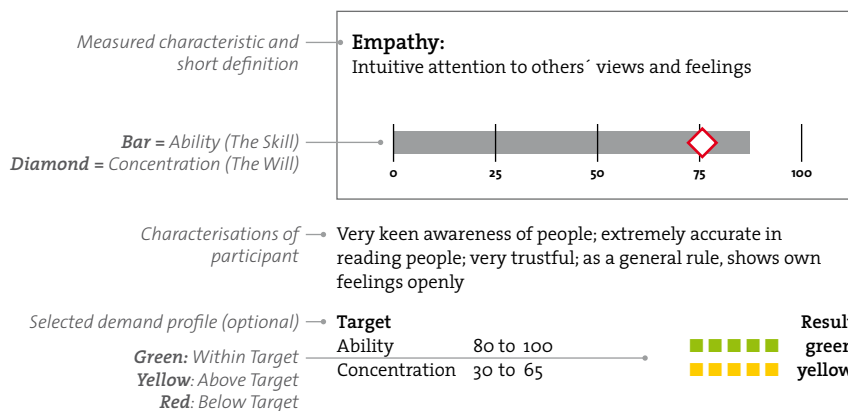 Measured characteristic and
short definition
Empathy:
Intuitive attention to others´ views and feelings
Bar = Ability (The Skill)
Diamond = Concentration (The Will)
0 25 50 75 100
Characterisations of
participant
Very keen awareness of people; extremely accurate in
reading people; very trustful; as a general rule, shows own
feelings openly
Selected demand profile (optional)
Target Resul
Ability 80 to 100 green
Concentration 30 to 65 yellow
Green: Within Target
Yellow: Above Target
Red: Below Target